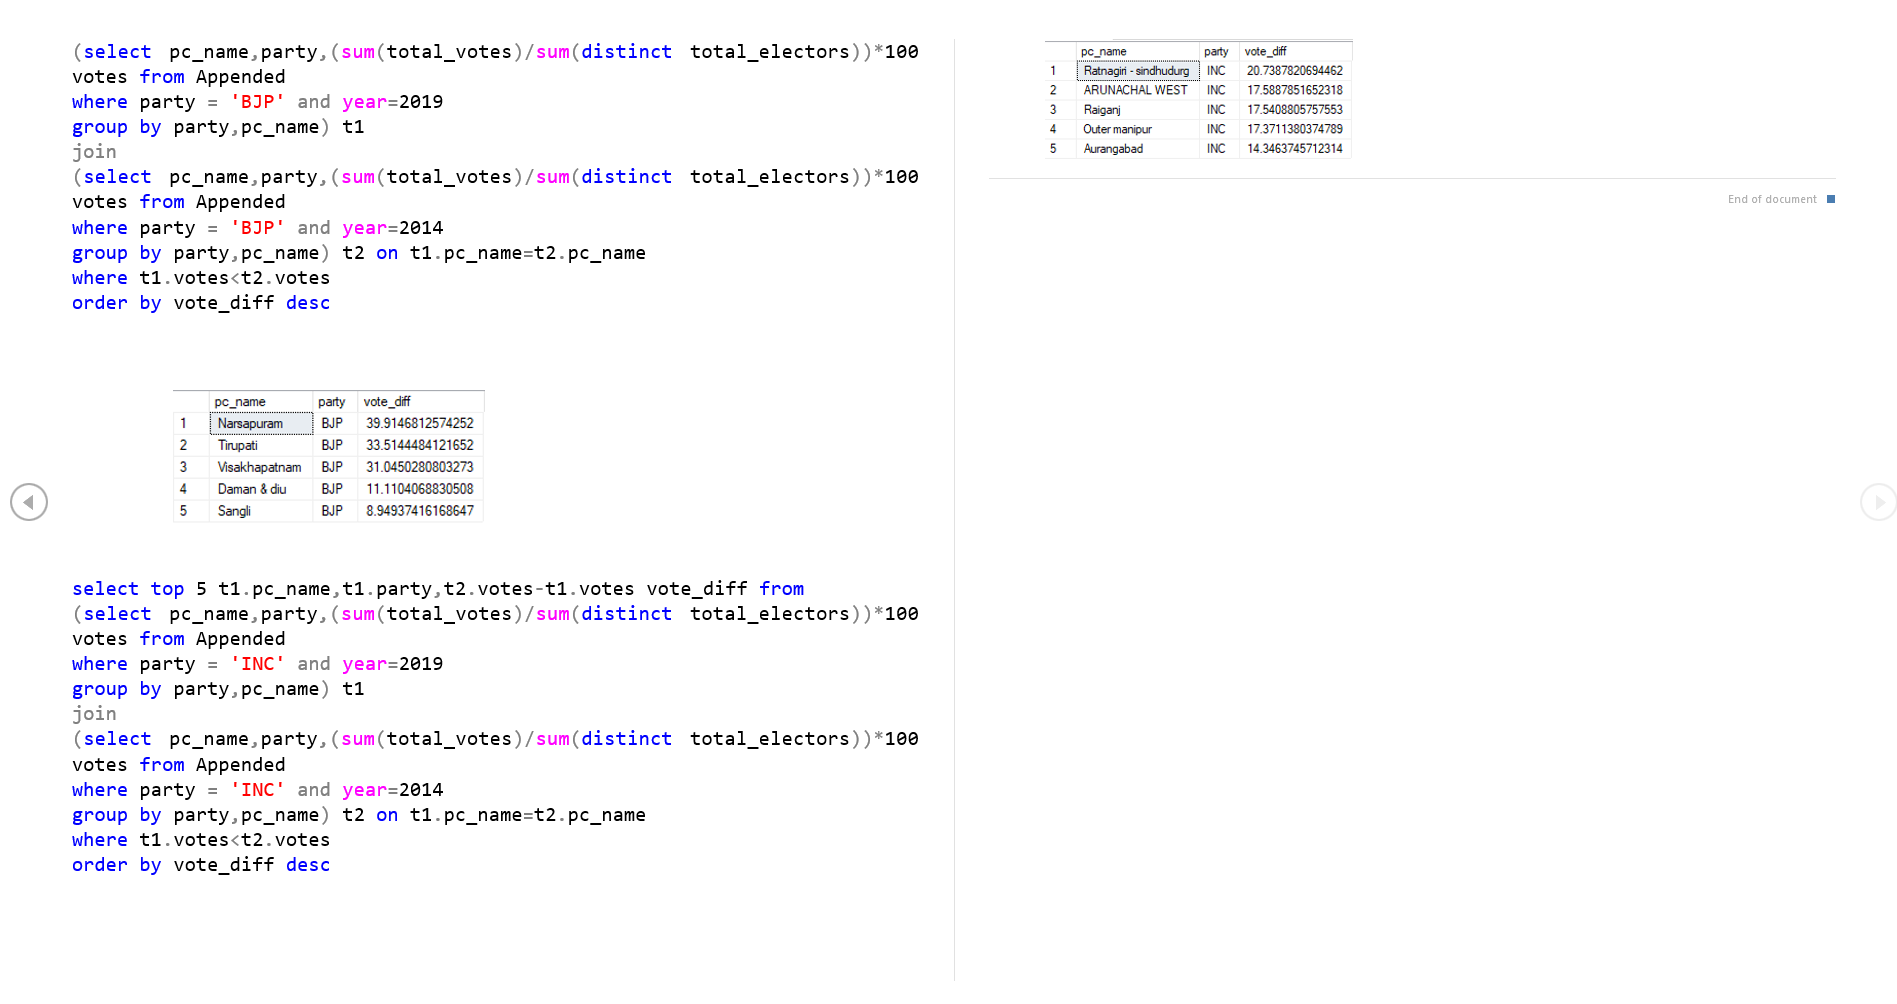 (select pc_name,party,(sum(total_votes)/sum(distinct total_electors))*100
votes from Appended
where party = 'BJP' and year=2019
group by party,pc_name) t1
join
(select pc_name,party,(sum(total_votes)/sum(distinct total_electors))*100
votes from Appended
where party = 'BJP' and year=2014
group by party,pc_name) t2 on t1.pc_name=t2.pc_name
where t1.votes<t2.votes
order by vote_diff desc
pc_name party vote_diff
1 Narsapuram BJP 39.9146812574252
2 Tirupati BJP 33.5144484121652
3 Visakhapatnam BJP 31.0450280803273
4 Daman & diu BJP 11.1104068830508
5 Sangli BJP 8.94937416168647
select top 5 t1.pc_name,t1.party,t2.votes-t1.votes vote_diff from
(select pc_name,party,(sum(total_votes)/sum(distinct total_electors))*100
votes from Appended
where party = 'INC' and year=2019
group by party,pc_name) t1
join
(select pc_name,party,(sum(total_votes)/sum(distinct total_electors))*100
votes from Appended
where party = 'INC' and year=2014
group by party,pc_name) t2 on t1.pc_name=t2.pc_name
where t1.votes<t2.votes
order by vote_diff desc
pc_name party vote_diff
1 Ratnagiri - sindhudurg INC 20.7387820694462
2 ARUNACHAL WEST INC 17.5887851652318
3 Raiganj INC 17.5408805757553
4 Outer manipur INC 17.3711380374789
5 Aurangabad INC 14.3463745712314
End of document